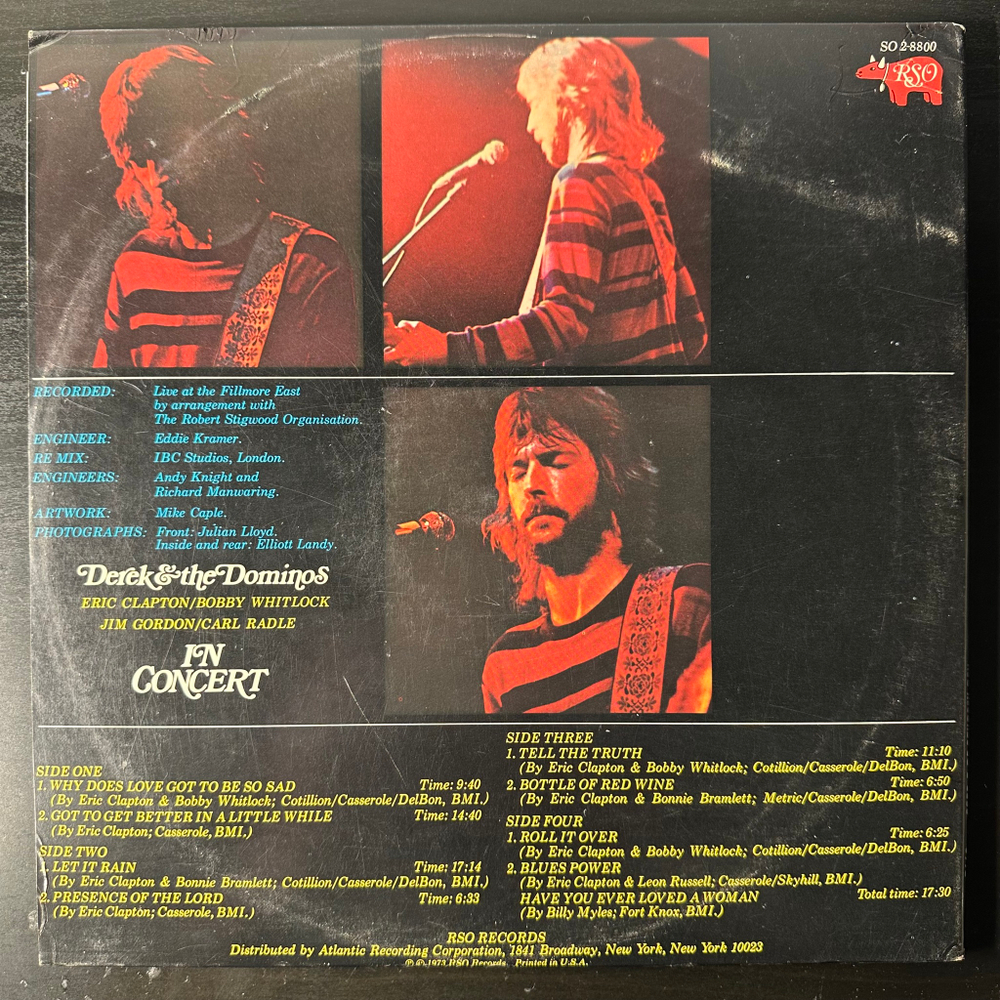 SO 2-8800
RSO
RECORDED: Live at the Fillmore East
by arrangement with
The Robert Stigwood Organisation.
ENGINEER: Eddie Kramer.
RE MIX: IBC Studios, London.
ENGINEERS: Andy Knight and
Richard Manwaring.
ARTWORK: Mike Caple.
PHOTOGRAPHS: Front: Julian Lloyd.
Inside and rear: Elliott Landy.
Derek & the Dominos
ERIC CLAPTON/BOBBY WHITLOCK
JIM GORDON/CARL RADLE
IN
CONCERT
SIDE ONE
1. WHY DOES LOVE GOT TO BE SO SAD Time: 9:40
(By Eric Clapton & Bobby Whitlock; Cotillion/Casserole/DelBon, BMI.)
2. GOT TO GET BETTER IN A LITTLE WHILE Time: 14:40
(By Eric Clapton; Casserole, BMI.)
SIDE TWO
1. LET IT RAIN Time: 17:14
(By Eric Clapton & Bonnie Bramlett; Cotillion/Casserole/DelBon, BMI.)
2. PRESENCE OF THE LORD Time: 6:33
(By Eric Clapton; Casserole, BMI.)
SIDE THREE
1. TELL THE TRUTH Time: 11:10
(By Eric Clapton & Bobby Whitlock; Cotillion/Casserole/DelBon, BMI.)
2. BOTTLE OF RED WINE Time: 6:50
(By Eric Clapton & Bonnie Bramlett; Metric/Casserole/DelBon, BMI.)
SIDE FOUR
1. ROLL IT OVER Time: 6:25
(By Eric Clapton & Bobby Whitlock; Cotillion/Casserole/DelBon, BMI.)
2. BLUES POWER
(By Eric Clapton & Leon Russell; Casserole/Skyhill, BMI.)
HAVE YOU EVER LOVED A WOMAN Total time: 17:30
(By Billy Myles; Fort Knox, BMI.)
RSO RECORDS
Distributed by Atlantic Recording Corporation, 1841 Broadway, New York, New York 10023
℗ © 1973 RSO Records. Printed in U.S.A.